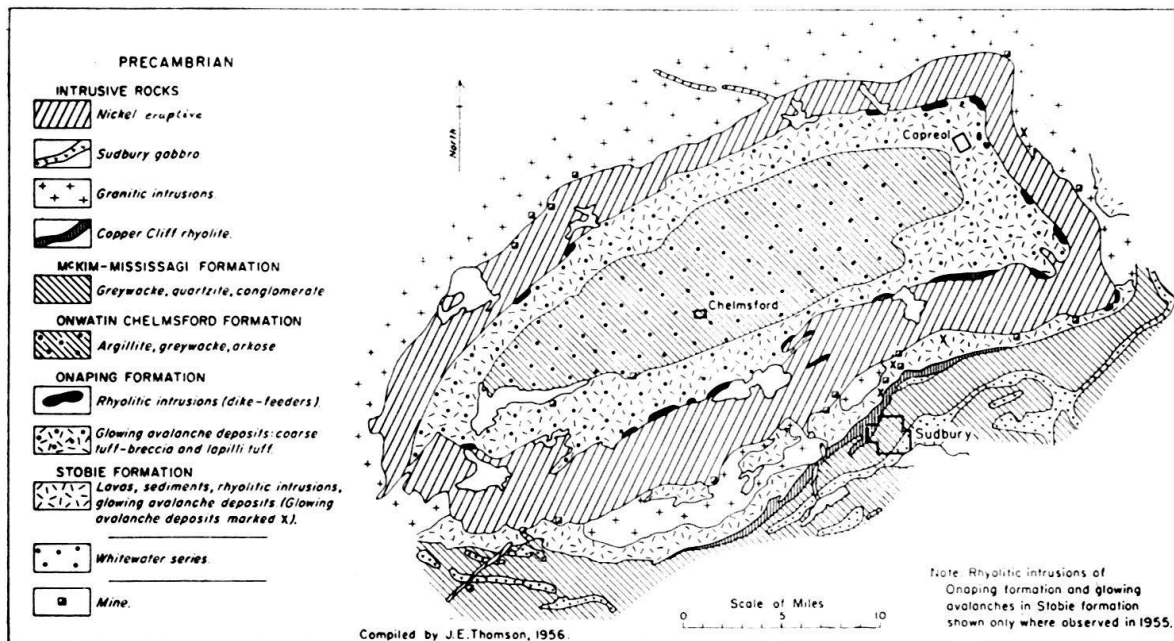 PRECAMBRIAN
INTRUSIVE ROCKS
Nickel eruptive
Sudbury gabbro
Granitic intrusions
Copper Cliff rhyolite.
McKIM-MISSISSAGI FORMATION
Greywacke, quartzite, conglomerate
ONWATIN CHELMSFORD FORMATION
Argillite, greywacke, arkose
ONAPING FORMATION
Rhyolitic intrusions (dike-feeders)
Glowing avalanche deposits: coarse
tuff-breccia and lapilli tuff.
STOBIE FORMATION
Lavas, sediments, rhyolitic intrusions,
glowing avalanche deposits. (Glowing
avalanche deposits marked X).
Whitewater series.
Mine.
North
Capreol
Chelmsford
Sudbury
X
X
X
X
Scale of Miles
0 5 10
Compiled by J.E. Thomson, 1956.
Note: Rhyolitic intrusions of
Onaping formation and glowing
avalanches in Stobie formation
shown only where observed in 1955.